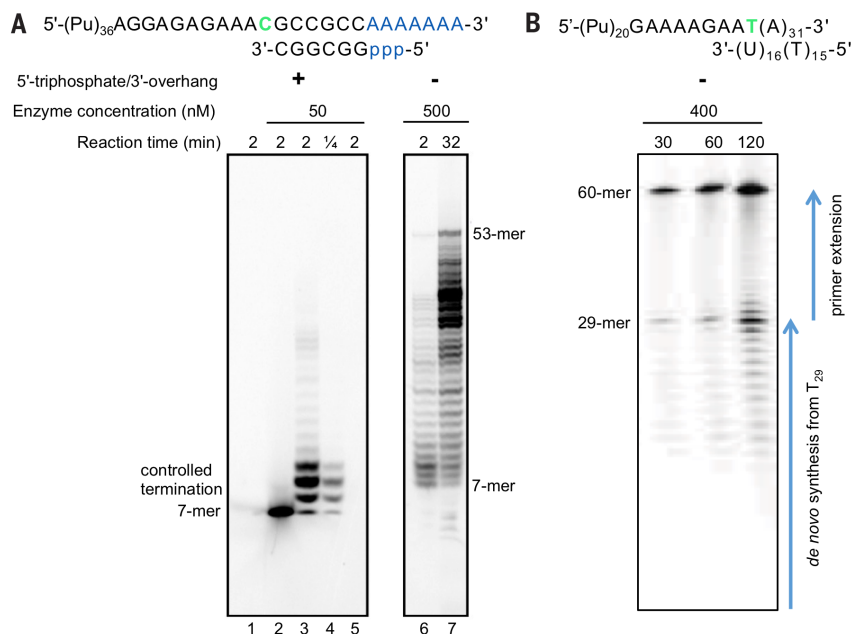 A
5'-(Pu)36AGGAGAGAAACGCCGCCAAAAAAA-3'
3'-CGGCGGppp-5'
5'-triphosphate/3'-overhang + -
Enzyme concentration (nM) 50 500
Reaction time (min) 2 2 2 ¼ 2 2 32
53-mer
controlled
termination
7-mer
7-mer
1 2 3 4 5 6 7
B
5'-(Pu)20GAAAAGAAT(A)31-3'
3'-(U)16(T)15-5'
-
400
30 60 120
60-mer
29-mer
primer extension
de novo synthesis from T29